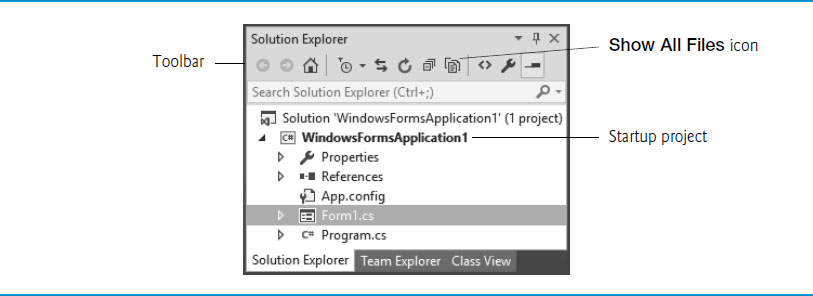 Solution Explorer
Toolbar
Show All Files icon
Search Solution Explorer (Ctrl+;)
Solution 'WindowsFormsApplication1' (1 project)
C# WindowsFormsApplication1
Startup project
Properties
References
App.config
Form1.cs
C# Program.cs
Solution Explorer Team Explorer Class View